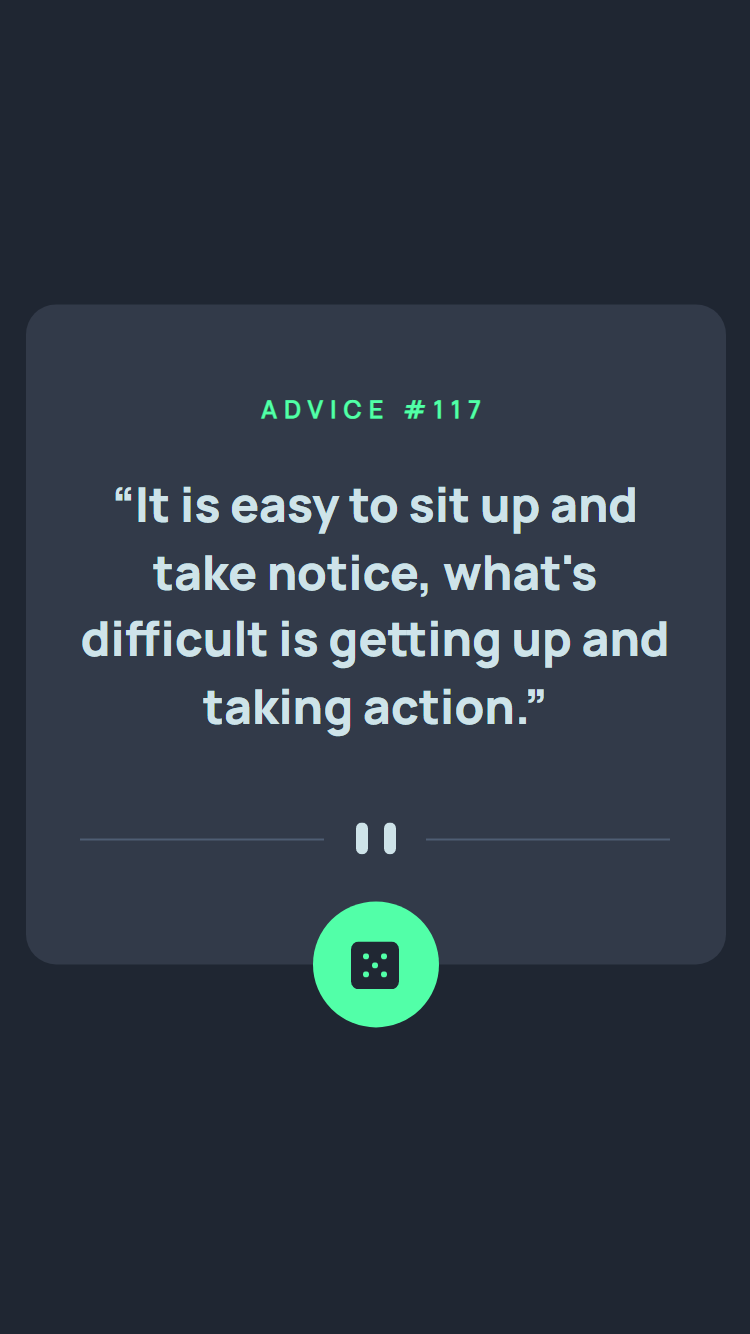 ADVICE #117
“It is easy to sit up and
take notice, what's
difficult is getting up and
taking action.”